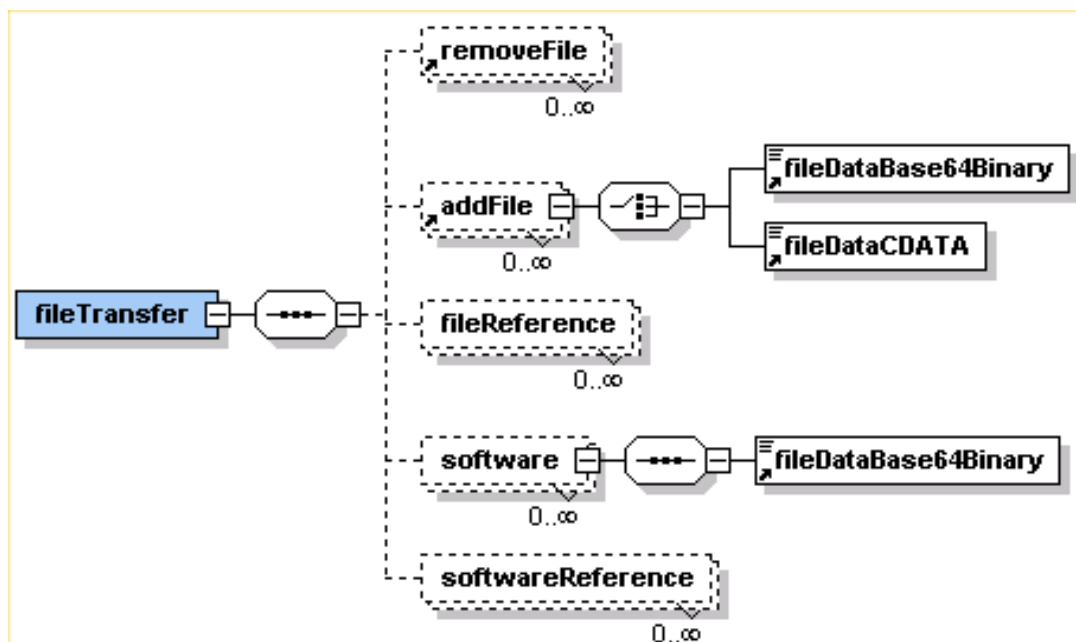 removeFile
0..∞
fileDataBase64Binary
addFile
0..∞
fileDataCDATA
fileTransfer
fileReference
0..∞
software
fileDataBase64Binary
0..∞
softwareReference
0..∞